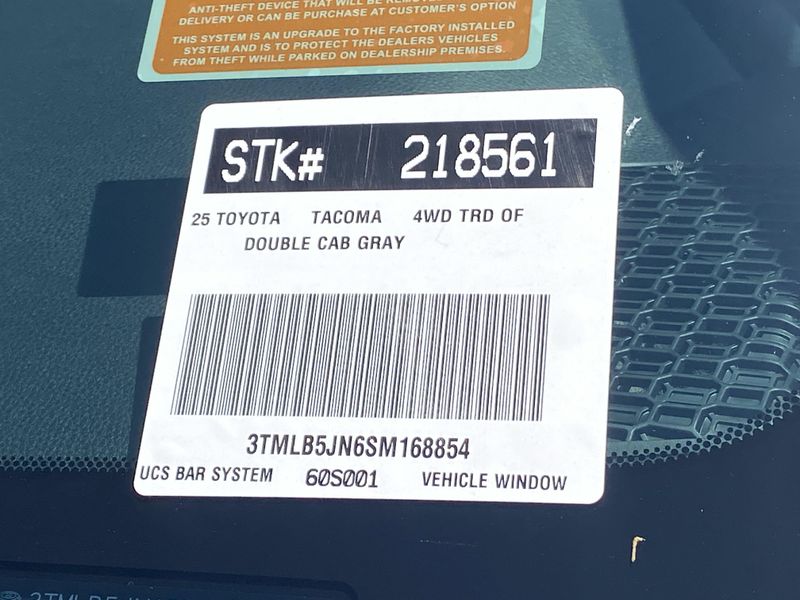 ANTI-THEFT DEVICE THAT WILL BE
DELIVERY OR CAN BE PURCHASE AT CUSTOMER'S OPTION
THIS SYSTEM IS AN UPGRADE TO THE FACTORY INSTALLED
SYSTEM AND IS TO PROTECT THE DEALERS VEHICLES
FROM THEFT WHILE PARKED ON DEALERSHIP PREMISES.
STK# 218561
25 TOYOTA TACOMA 4WD TRD OF
DOUBLE CAB GRAY
3TMLB5JN6SM168854
UCS BAR SYSTEM 60S001 VEHICLE WINDOW